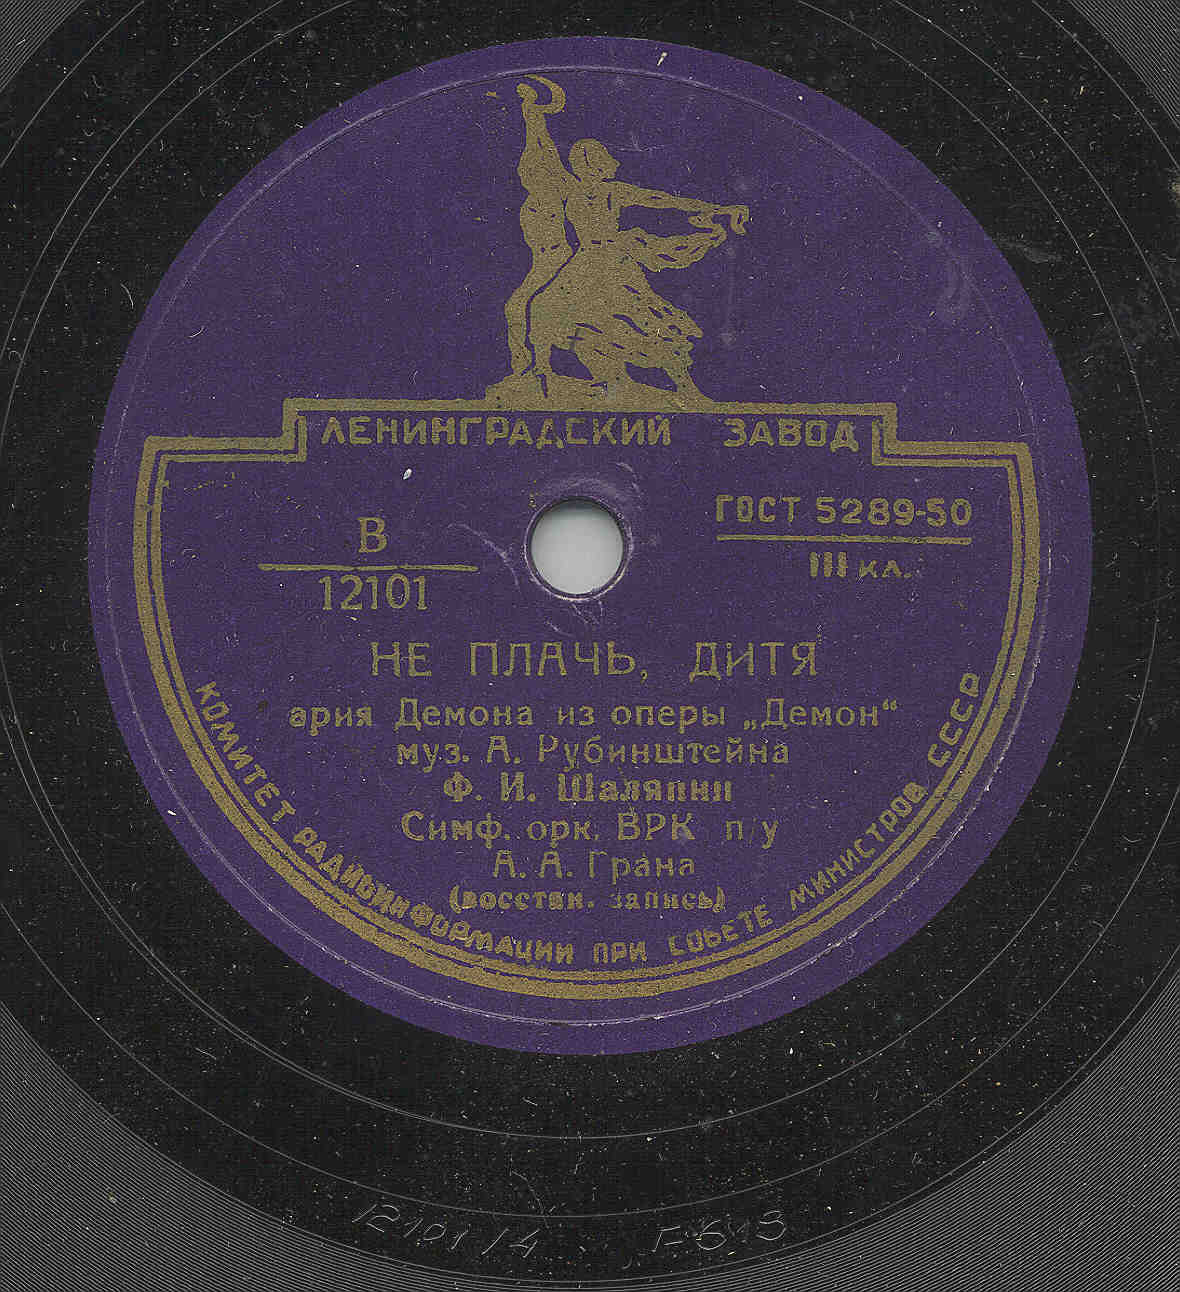 ЛЕНИНГРАДСКИЙ ЗАВОД
В
12101
ГОСТ 5289-50
III кл.
НЕ ПЛАЧЬ, ДИТЯ
ария Демона из оперы „Демон“
муз. А. Рубинштейна
Ф. И. Шаляпин
Симф. орк. ВРК п/у
А. А. Грана
(восстан. запись)
КОМИТЕТ РАДИОИНФОРМАЦИИ ПРИ СОВЕТЕ МИНИСТРОВ СССР
12101/4